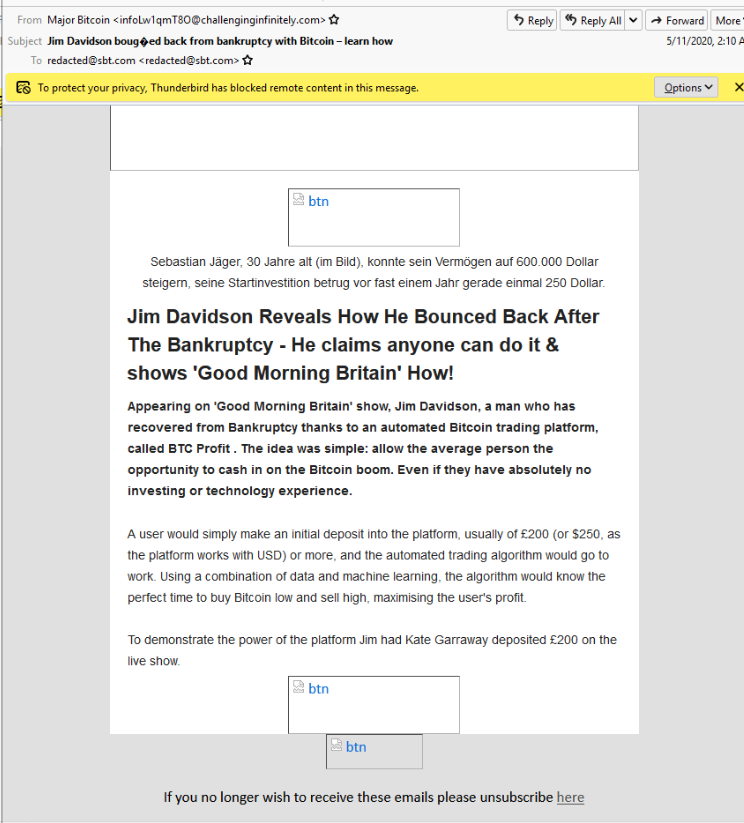 From Major Bitcoin <infoLw1qmT8O@challenginginfinitely.com>
Reply Reply All Forward More
Subject Jim Davidson boug�ed back from bankruptcy with Bitcoin – learn how
5/11/2020, 2:10 A
To redacted@sbt.com <redacted@sbt.com>
To protect your privacy, Thunderbird has blocked remote content in this message.
Options
btn
Sebastian Jäger, 30 Jahre alt (im Bild), konnte sein Vermögen auf 600.000 Dollar
steigern, seine Startinvestition betrug vor fast einem Jahr gerade einmal 250 Dollar.
Jim Davidson Reveals How He Bounced Back After
The Bankruptcy - He claims anyone can do it &
shows 'Good Morning Britain' How!
Appearing on 'Good Morning Britain' show, Jim Davidson, a man who has
recovered from Bankruptcy thanks to an automated Bitcoin trading platform,
called BTC Profit . The idea was simple: allow the average person the
opportunity to cash in on the Bitcoin boom. Even if they have absolutely no
investing or technology experience.
A user would simply make an initial deposit into the platform, usually of £200 (or $250, as
the platform works with USD) or more, and the automated trading algorithm would go to
work. Using a combination of data and machine learning, the algorithm would know the
perfect time to buy Bitcoin low and sell high, maximising the user's profit.
To demonstrate the power of the platform Jim had Kate Garraway deposited £200 on the
live show.
btn
btn
If you no longer wish to receive these emails please unsubscribe here